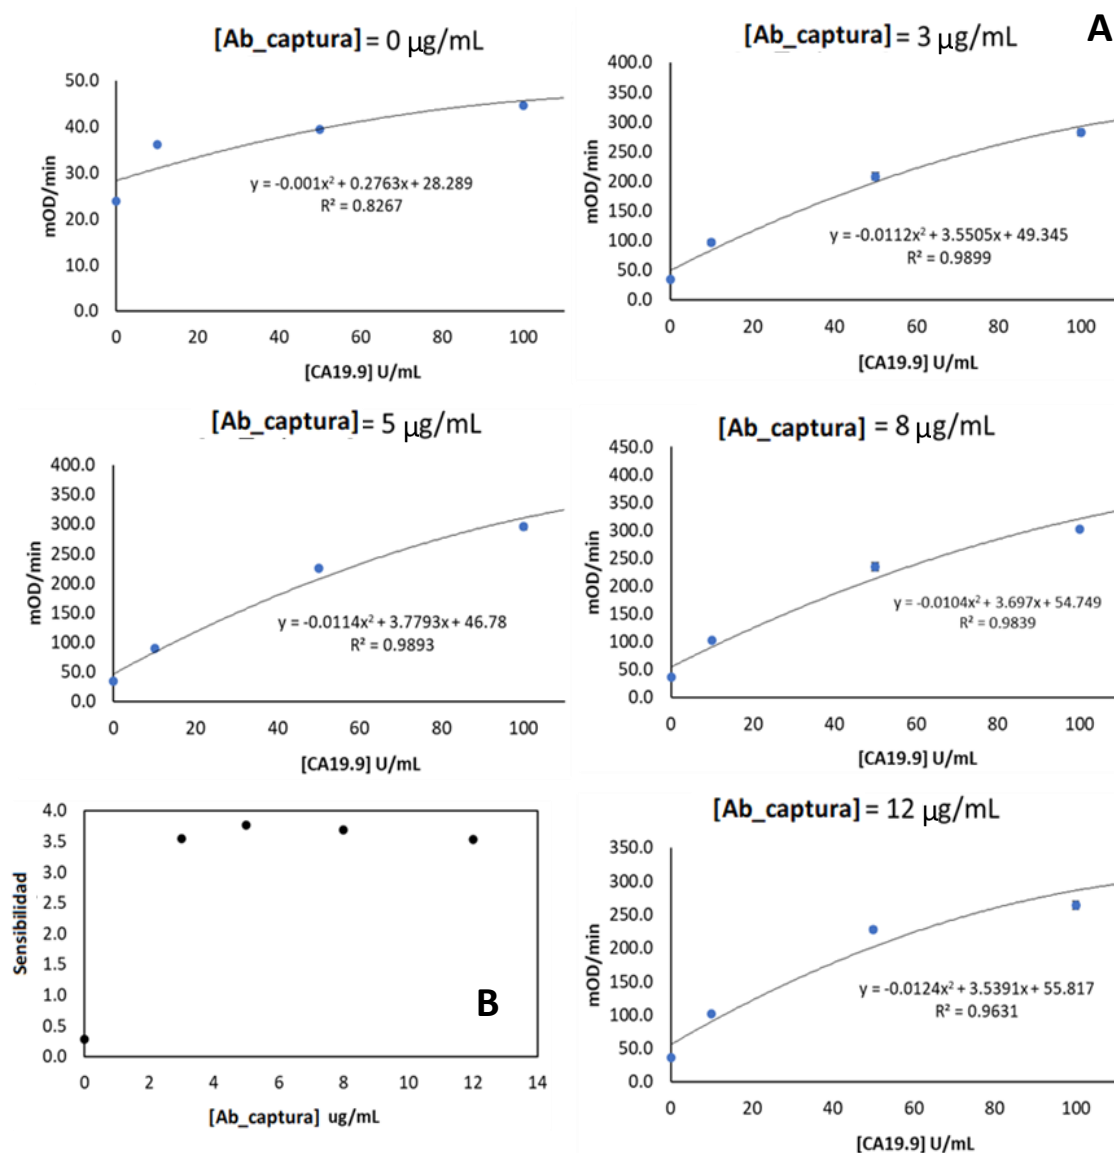 A
[Ab_captura] = 0 µg/mL
50.0
40.0
30.0
20.0
10.0
0.0
mOD/min
y = -0.001x² + 0.2763x + 28.289
R² = 0.8267
0 20 40 60 80 100
[CA19.9] U/mL
[Ab_captura] = 3 µg/mL
400.0
350.0
300.0
250.0
200.0
150.0
100.0
50.0
0.0
mOD/min
y = -0.0112x² + 3.5505x + 49.345
R² = 0.9899
0 20 40 60 80 100
[CA19.9] U/mL
[Ab_captura] = 5 µg/mL
400.0
350.0
300.0
250.0
200.0
150.0
100.0
50.0
0.0
mOD/min
y = -0.0114x² + 3.7793x + 46.78
R² = 0.9893
0 20 40 60 80 100
[CA19.9] U/mL
[Ab_captura] = 8 µg/mL
450.0
400.0
350.0
300.0
250.0
200.0
150.0
100.0
50.0
0.0
mOD/min
y = -0.0104x² + 3.697x + 54.749
R² = 0.9839
0 20 40 60 80 100
[CA19.9] U/mL
4.0
3.5
3.0
2.5
2.0
1.5
1.0
0.5
0.0
Sensibilidad
B
0 2 4 6 8 10 12 14
[Ab_captura] ug/mL
[Ab_captura] = 12 µg/mL
350.0
300.0
250.0
200.0
150.0
100.0
50.0
0.0
mOD/min
y = -0.0124x² + 3.5391x + 55.817
R² = 0.9631
0 20 40 60 80 100
[CA19.9] U/mL